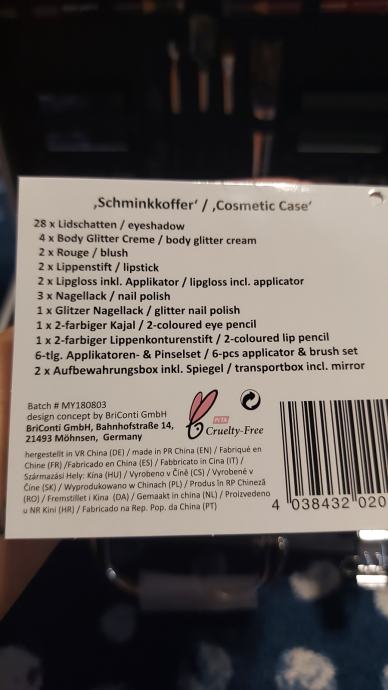 ‚Schminkkoffer‘ / ‚Cosmetic Case‘
28 x Lidschatten / eyeshadow
4 x Body Glitter Creme / body glitter cream
2 x Rouge / blush
2 x Lippenstift / lipstick
2 x Lipgloss inkl. Applikator / lipgloss incl. applicator
3 x Nagellack / nail polish
1 x Glitzer Nagellack / glitter nail polish
1 x 2-farbiger Kajal / 2-coloured eye pencil
1 x 2-farbiger Lippenkonturenstift / 2-coloured lip pencil
6-tlg. Applikatoren- & Pinselset / 6-pcs applicator & brush set
2 x Aufbewahrungsbox inkl. Spiegel / transportbox incl. mirror
Batch # MY180803
design concept by BriConti GmbH
BriConti GmbH, Bahnhofstraße 14,
21493 Möhnsen, Germany
PETA
Cruelty-Free
hergestellt in VR China (DE) / made in PR China (EN) / Fabriqué en
Chine (FR) /Fabricado en China (ES) / Fabbricato in Cina (IT) /
Származási Hely: Kína (HU) / Vyrobeno v Číně (CS) / Vyrobené v
Číne (SK) / Wyprodukowano w Chinach (PL) / Produs în RP Chineză
(RO) / Fremstillet i Kina (DA) / Gemaakt in china (NL) / Proizvedeno
u NR Kini (HR) / Fabricado na Rep. Pop. da China (PT)
4 038432 020